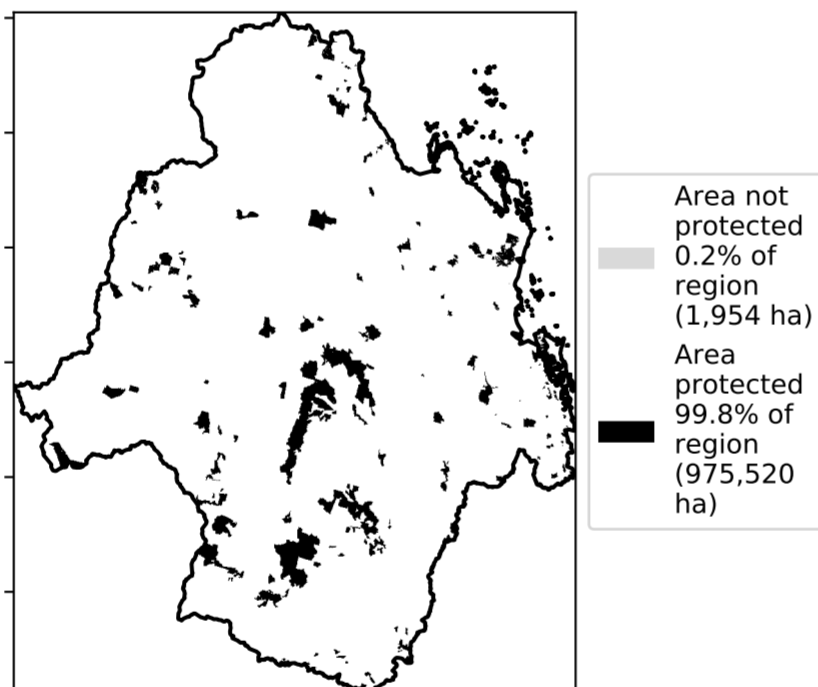 Area not
protected
0.2% of
region
(1,954 ha)
Area
protected
99.8% of
region
(975,520
ha)